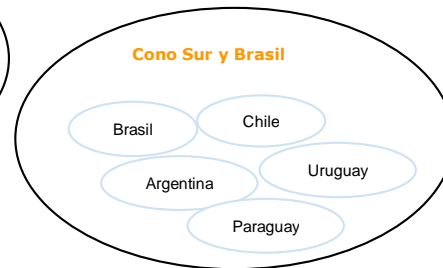 Cono Sur y Brasil
Brasil
Chile
Argentina
Uruguay
Paraguay